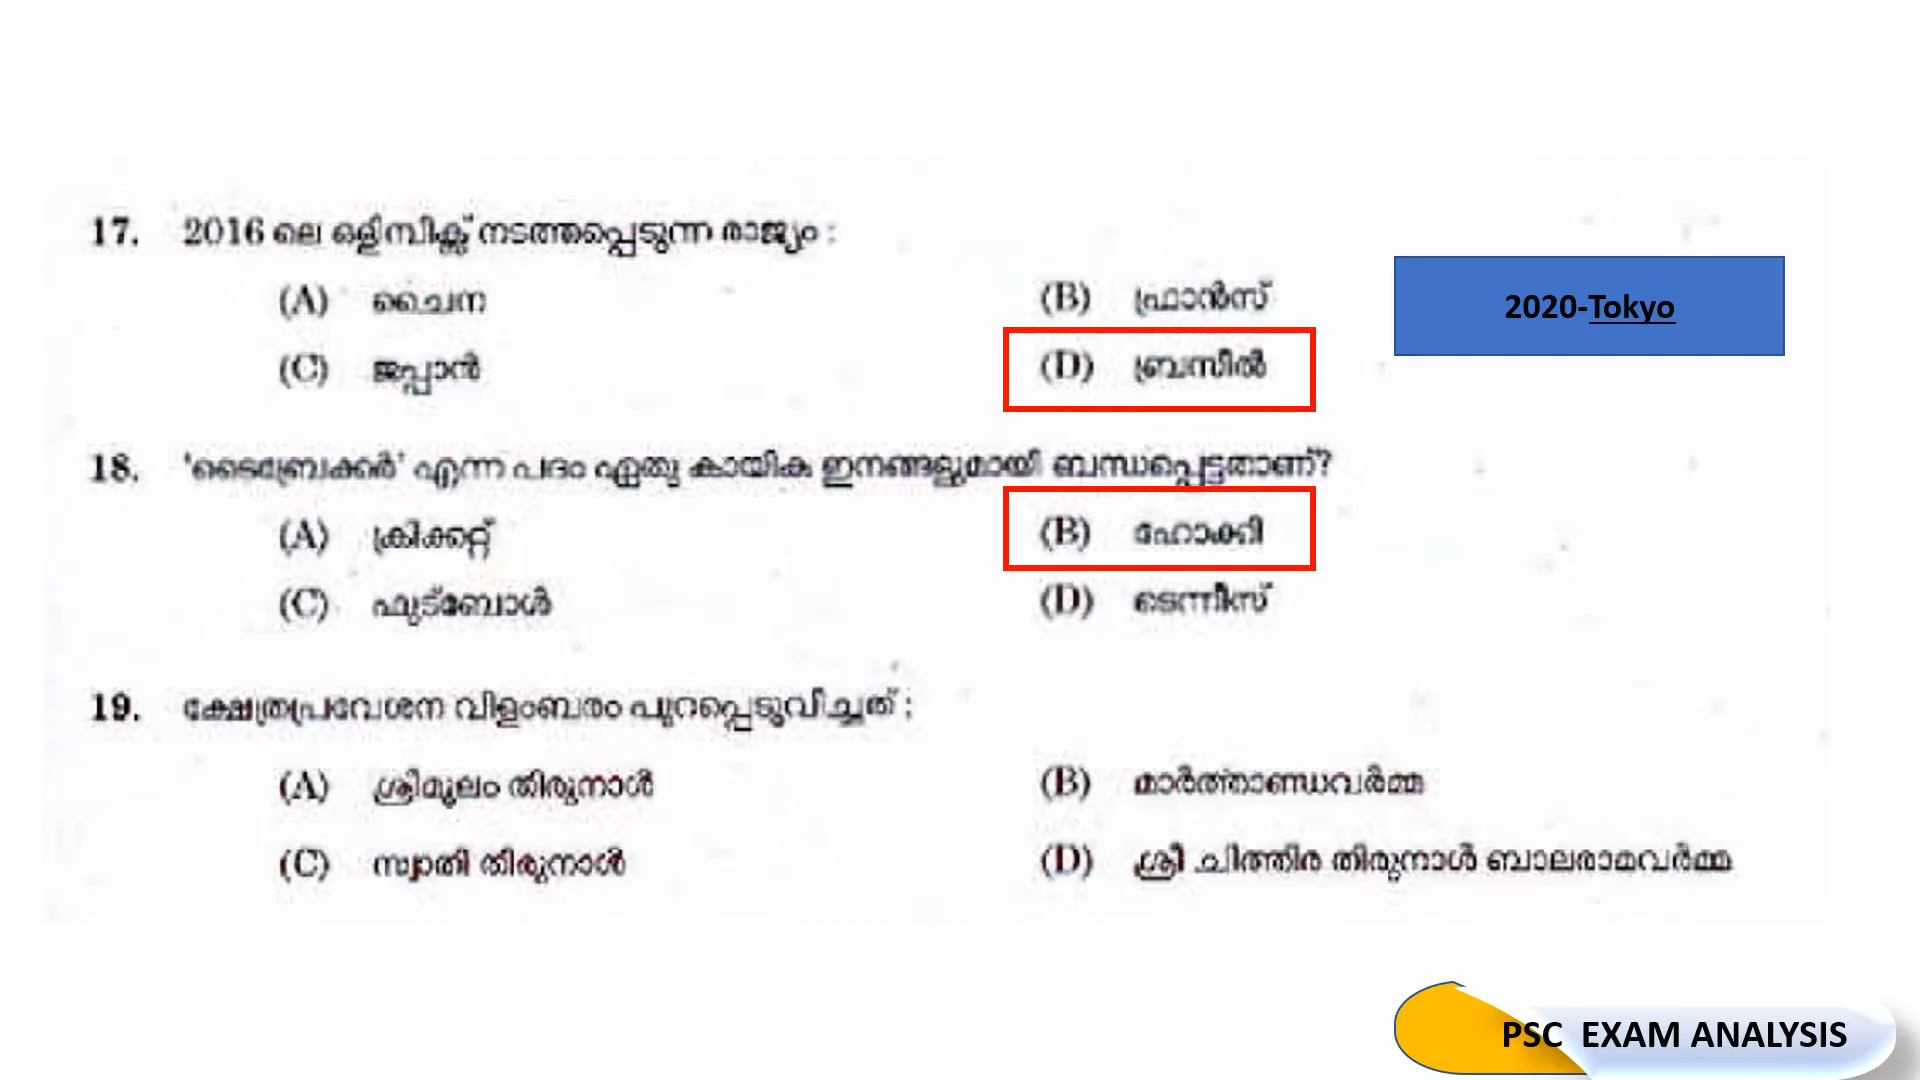 17. 2016 ലെ ഒളിമ്പിക്സ് നടത്തപ്പെടുന്ന രാജ്യം :
(A) ചൈന (B) ഫ്രാൻസ്
2020-Tokyo
(C) ജപ്പാൻ (D) ബ്രസീൽ
18. 'ടൈബ്രേക്കർ' എന്ന പദം ഏതു കായിക ഇനങ്ങളുമായി ബന്ധപ്പെട്ടതാണ്?
(A) ക്രിക്കറ്റ് (B) ഹോക്കി
(C) ഫുട്ബോൾ (D) ടെന്നീസ്
19. ക്ഷേത്രപ്രവേശന വിളംബരം പുറപ്പെടുവിച്ചത് :
(A) ശ്രീമൂലം തിരുനാൾ (B) മാർത്താണ്ഡവർമ്മ
(C) സ്വാതി തിരുനാൾ (D) ശ്രീ ചിത്തിര തിരുനാൾ ബാലരാമവർമ്മ
PSC EXAM ANALYSIS